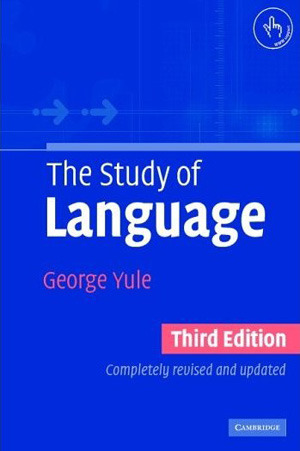 The Study of
Language
George Yule
Third Edition
Completely revised and updated
CAMBRIDGE